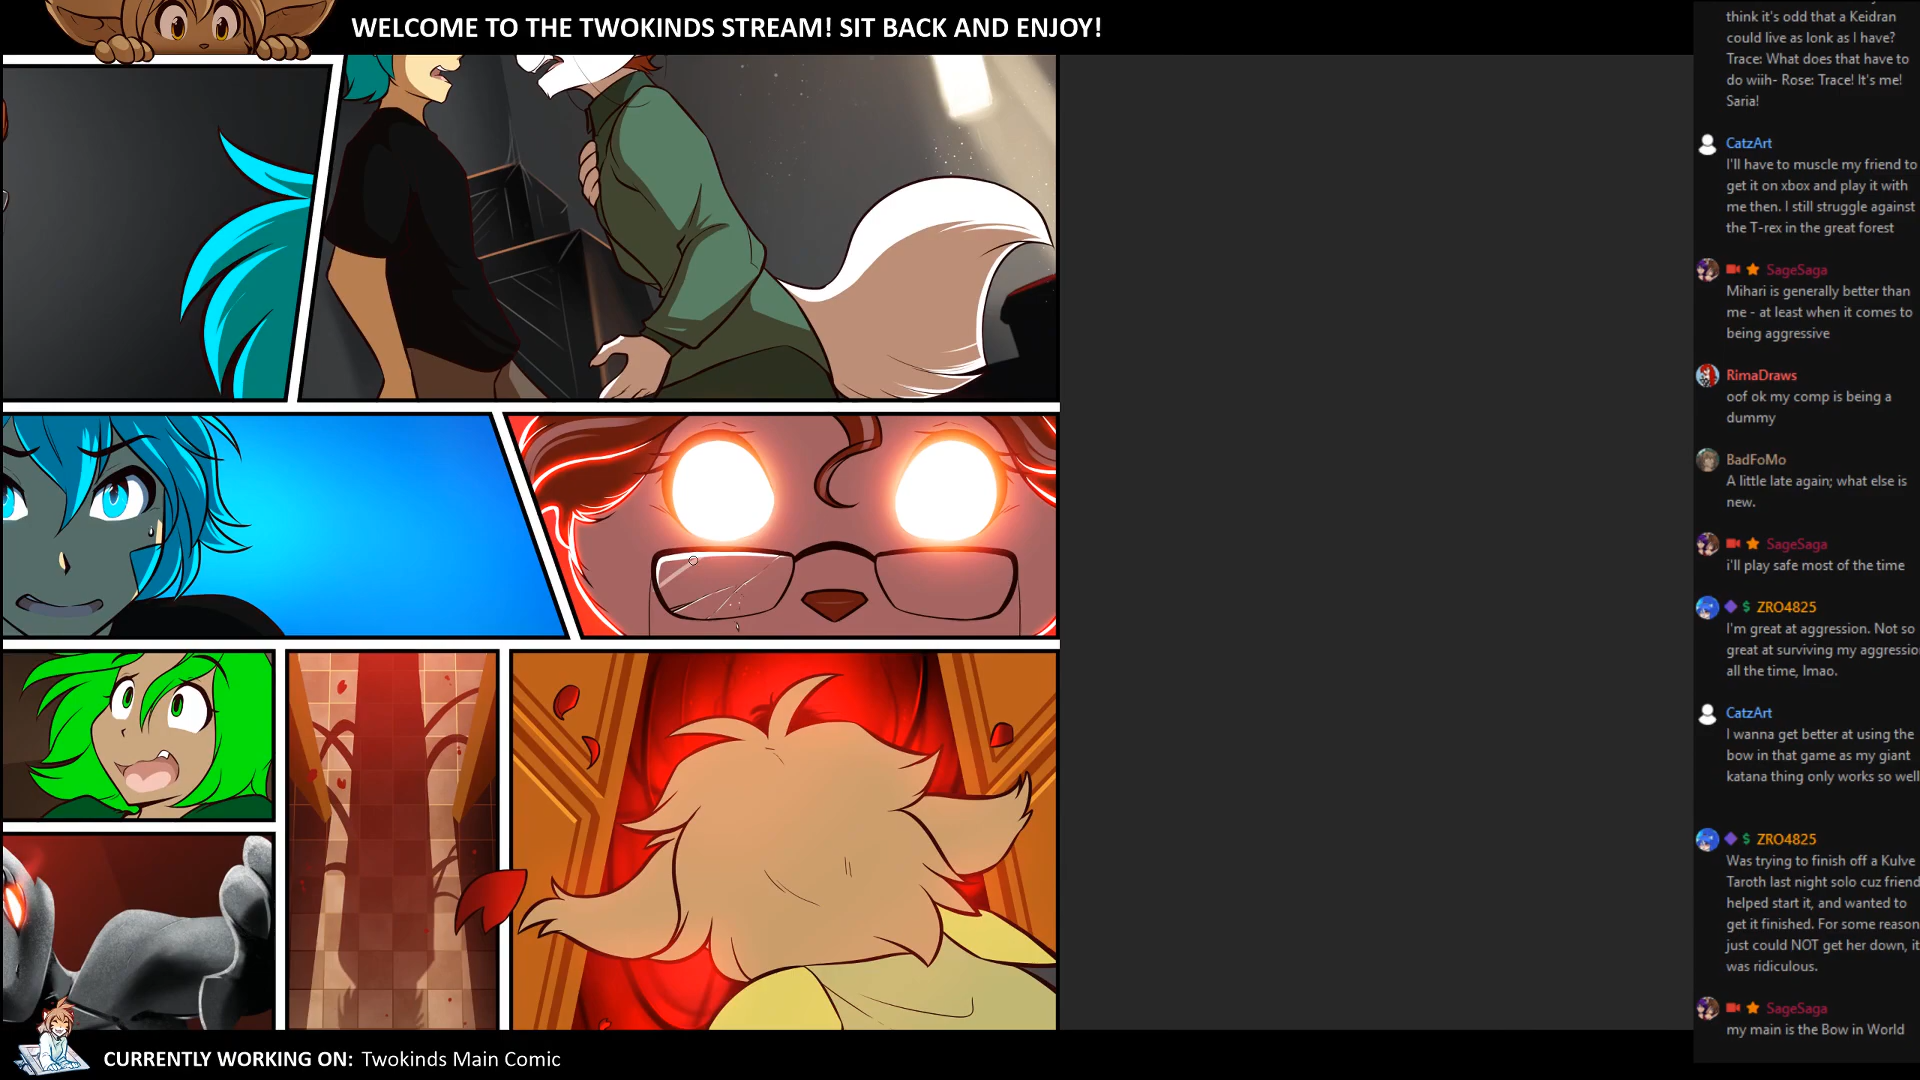 WELCOME TO THE TWOKINDS STREAM! SIT BACK AND ENJOY!
think it's odd that a Keidran
could live as lonk as I have?
Trace: What does that have to
do wiih- Rose: Trace! It's me!
Saria!
CatzArt
I'll have to muscle my friend to
get it on xbox and play it with
me then. I still struggle against
the T-rex in the great forest
SageSaga
Mihari is generally better than
me - at least when it comes to
being aggressive
RimaDraws
oof ok my comp is being a
dummy
BadFoMo
A little late again; what else is
new.
SageSaga
i'll play safe most of the time
ZRO4825
I'm great at aggression. Not so
great at surviving my aggressio
all the time, lmao.
CatzArt
I wanna get better at using the
bow in that game as my giant
katana thing only works so well
ZRO4825
Was trying to finish off a Kulve
Taroth last night solo cuz friend
helped start it, and wanted to
get it finished. For some reason
just could NOT get her down, it
was ridiculous.
SageSaga
my main is the Bow in World
CURRENTLY WORKING ON: Twokinds Main Comic